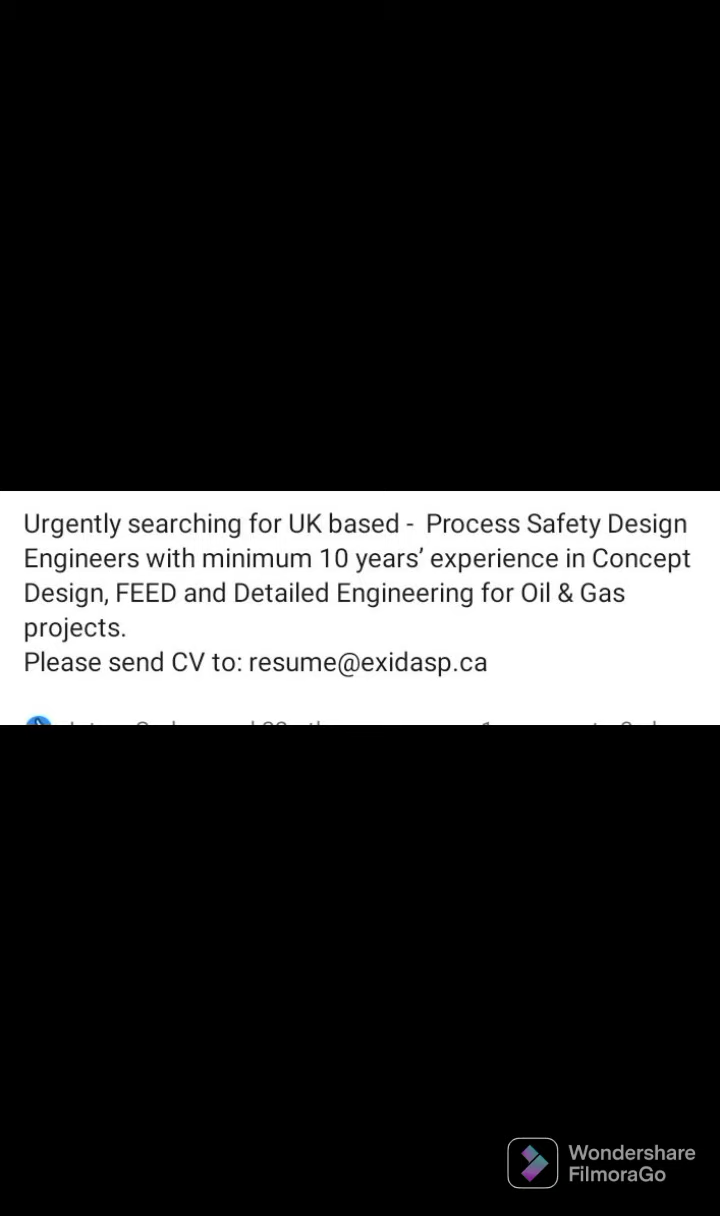 Urgently searching for UK based -  Process Safety Design
Engineers with minimum 10 years’ experience in Concept
Design, FEED and Detailed Engineering for Oil & Gas
projects.
Please send CV to: resume@exidasp.ca
Wondershare
FilmoraGo